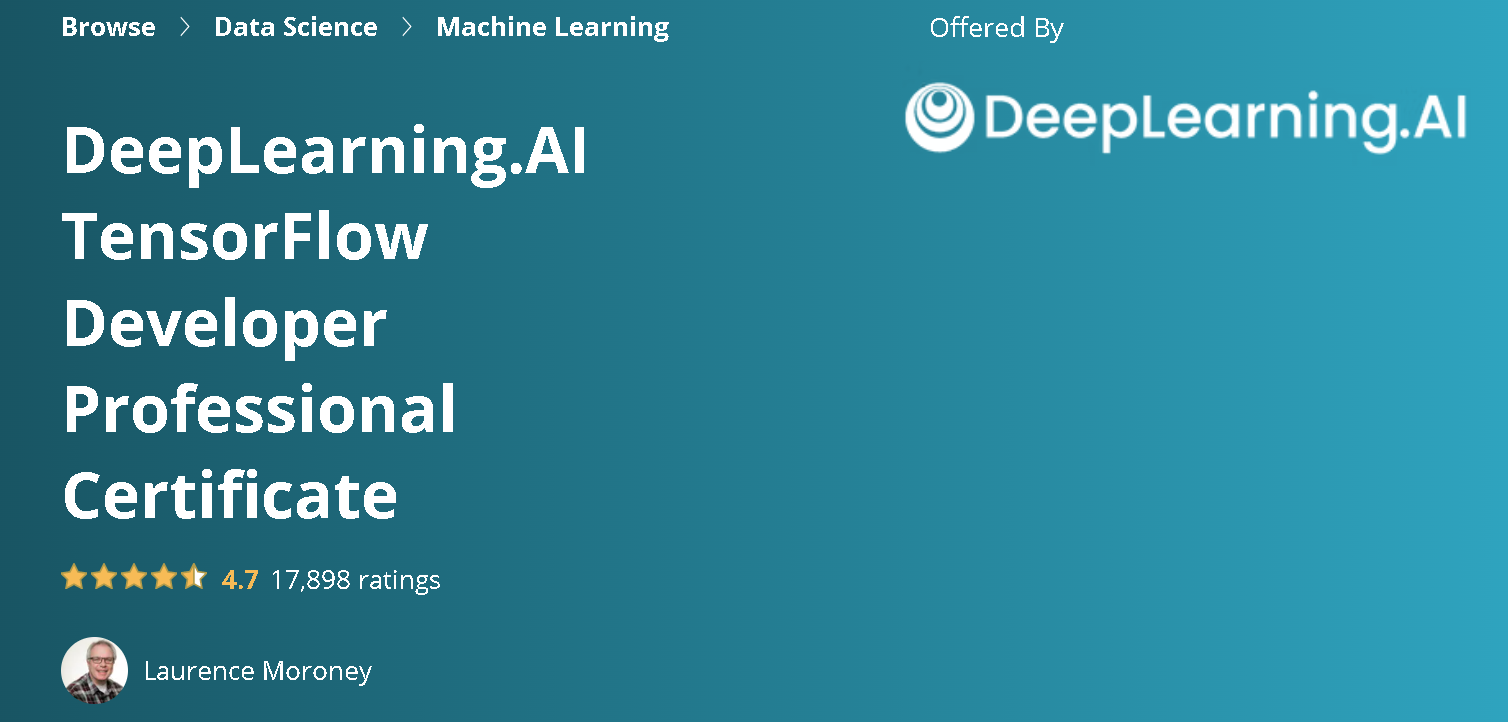 Browse > Data Science > Machine Learning
Offered By
DeepLearning.AI
DeepLearning.AI
TensorFlow
Developer
Professional
Certificate
4.7 17,898 ratings
Laurence Moroney